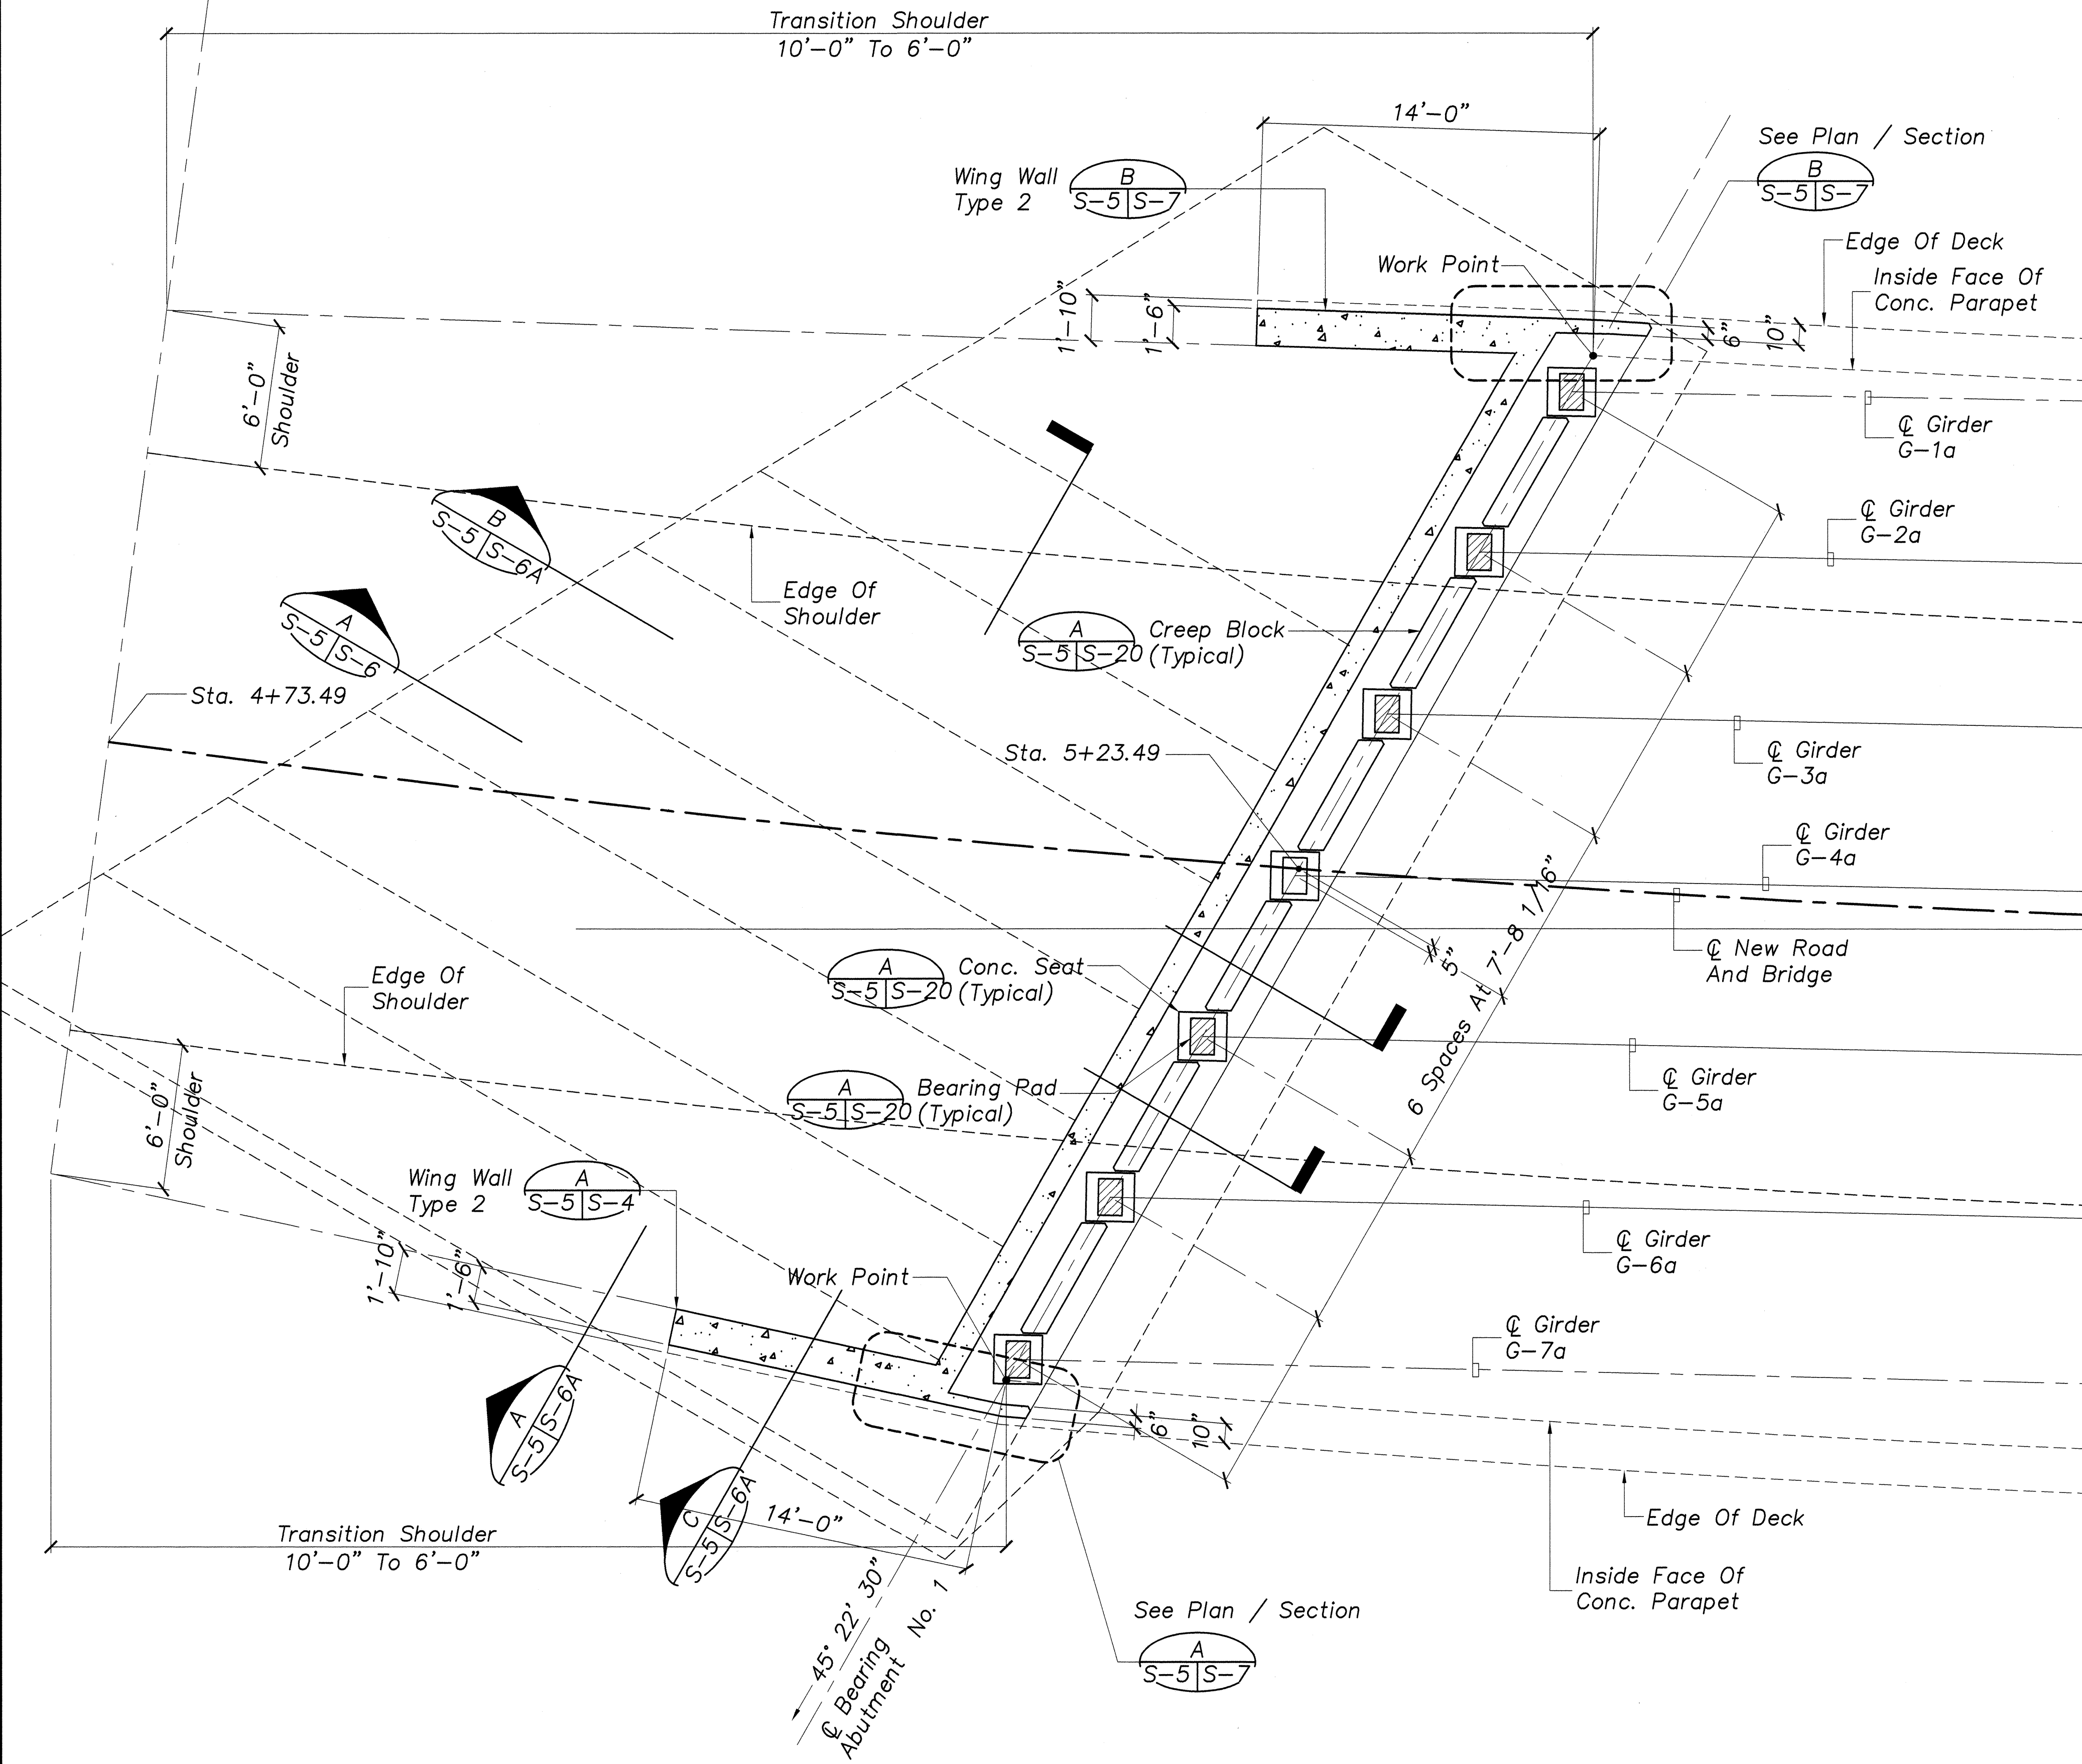 Transition Shoulder
10'-0" To 6'-0"
14'-0"
See Plan / Section
B
S-5 S-7
Wing Wall
Type 2
B
S-5 S-7
Work Point
Edge Of Deck
Inside Face Of
Conc. Parapet
1'-10"
1'-6"
6"
10"
6'-0"
Shoulder
℄ Girder
G-1a
B
S-5 S-6A
℄ Girder
G-2a
Edge Of
Shoulder
A
S-5 S-6
A
S-5 S-20
Creep Block
(Typical)
Sta. 4+73.49
Sta. 5+23.49
℄ Girder
G-3a
℄ Girder
G-4a
5"
6 Spaces At 7'-8 1/16"
℄ New Road
And Bridge
Edge Of
Shoulder
A
S-5 S-20
Conc. Seat
(Typical)
A
S-5 S-20
Bearing Pad
(Typical)
℄ Girder
G-5a
6'-0"
Shoulder
Wing Wall
Type 2
A
S-5 S-4
℄ Girder
G-6a
1'-10"
1'-6"
Work Point
℄ Girder
G-7a
A
S-5 S-6A
6"
10"
C
S-5 S-6A
14'-0"
Transition Shoulder
10'-0" To 6'-0"
Edge Of Deck
Inside Face Of
Conc. Parapet
45° 22' 30"
℄ Bearing
Abutment No. 1
See Plan / Section
A
S-5 S-7